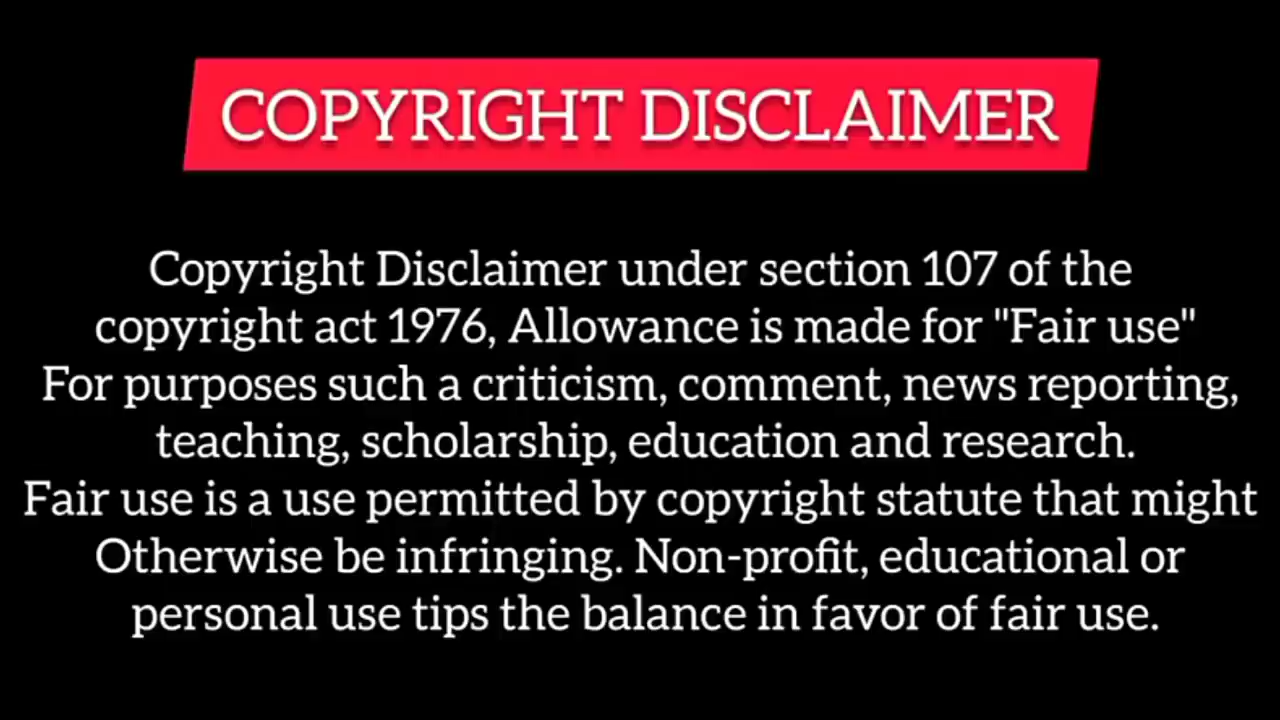 COPYRIGHT DISCLAIMER
Copyright Disclaimer under section 107 of the
copyright act 1976, Allowance is made for "Fair use"
For purposes such a criticism, comment, news reporting,
teaching, scholarship, education and research.
Fair use is a use permitted by copyright statute that might
Otherwise be infringing. Non-profit, educational or
personal use tips the balance in favor of fair use.